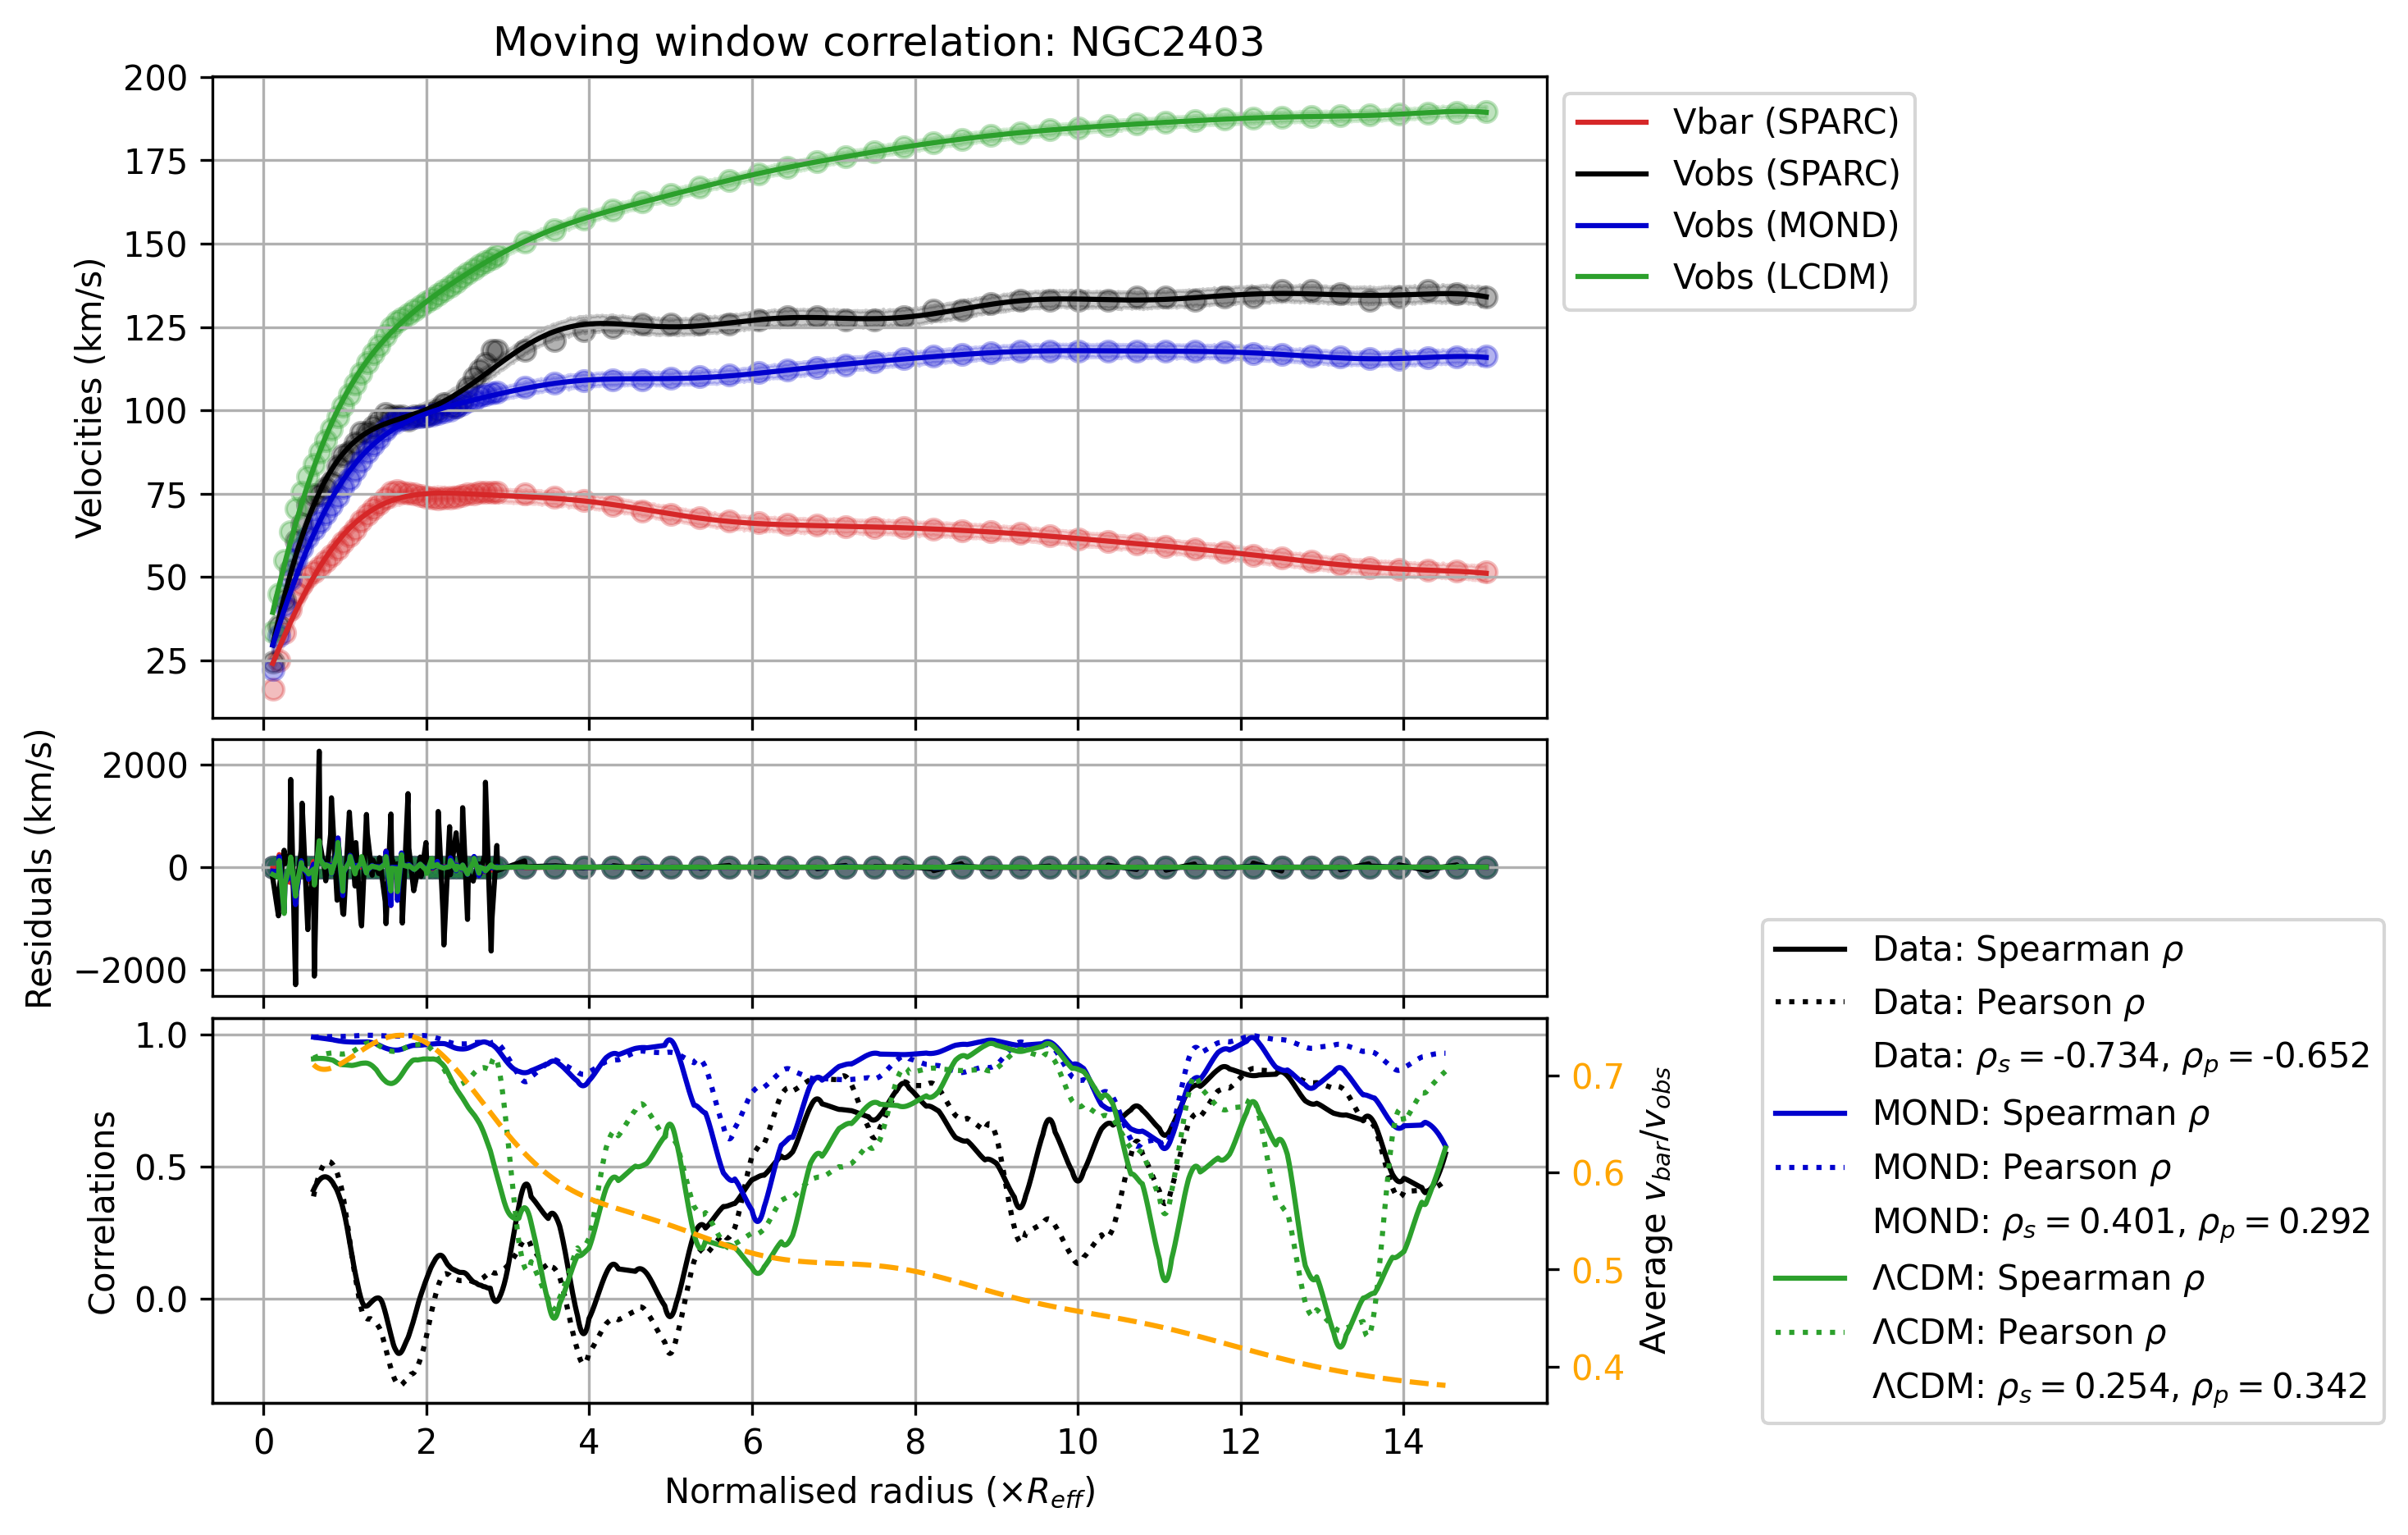 Moving window correlation: NGC2403
200
175
150
125
100
75
50
25
Velocities (km/s)
Vbar (SPARC)
Vobs (SPARC)
Vobs (MOND)
Vobs (LCDM)
2000
0
−2000
Residuals (km/s)
1.0
0.5
0.0
Correlations
0.7
0.6
0.5
0.4
Average v_bar/v_obs
0 2 4 6 8 10 12 14
Normalised radius (×R_eff)
Data: Spearman ρ
Data: Pearson ρ
Data: ρ_s = -0.734, ρ_p = -0.652
MOND: Spearman ρ
MOND: Pearson ρ
MOND: ρ_s = 0.401, ρ_p = 0.292
ΛCDM: Spearman ρ
ΛCDM: Pearson ρ
ΛCDM: ρ_s = 0.254, ρ_p = 0.342